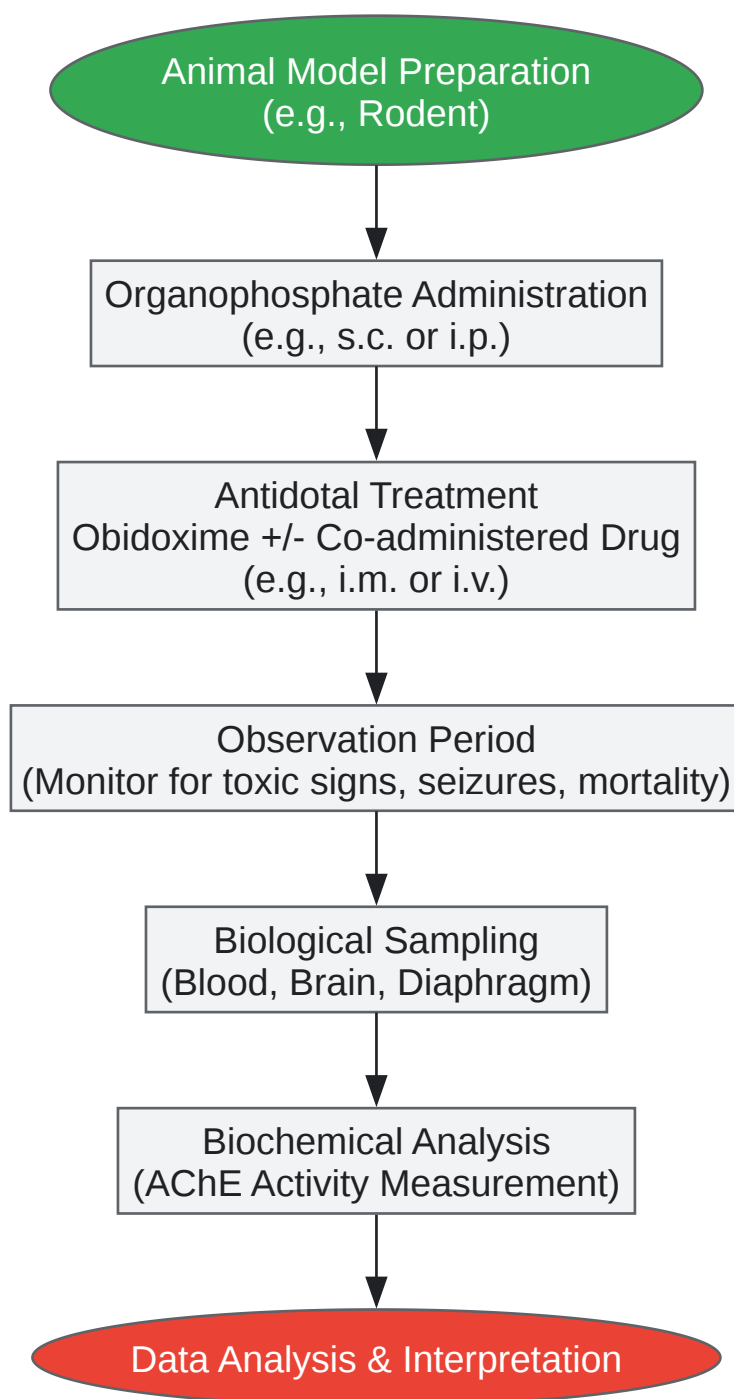 Animal Model Preparation
(e.g., Rodent)
Organophosphate Administration
(e.g., s.c. or i.p.)
Antidotal Treatment
Obidoxime +/- Co-administered Drug
(e.g., i.m. or i.v.)
Observation Period
(Monitor for toxic signs, seizures, mortality)
Biological Sampling
(Blood, Brain, Diaphragm)
Biochemical Analysis
(AChE Activity Measurement)
Data Analysis & Interpretation